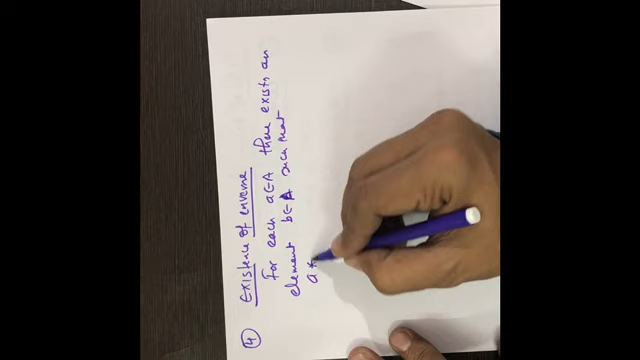 ④ Existence of inverse
For each a∈A there exists an
element b∈A such that
a *